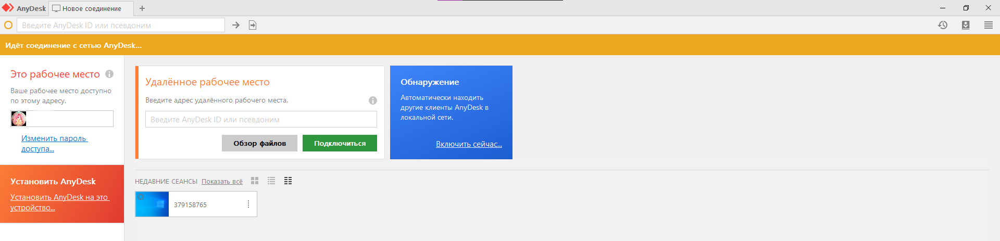 AnyDesk
Новое соединение
Введите AnyDesk ID или псевдоним
Идёт соединение с сетью AnyDesk...
Это рабочее место
Ваше рабочее место доступно
по этому адресу.
Изменить пароль
доступа...
Установить AnyDesk
Установить AnyDesk на это
устройство...
Удалённое рабочее место
Введите адрес удалённого рабочего места.
Введите AnyDesk ID или псевдоним
Обзор файлов
Подключиться
Обнаружение
Автоматически находить
другие клиенты AnyDesk в
локальной сети.
Включить сейчас...
НЕДАВНИЕ СЕАНСЫ Показать всё
379158765